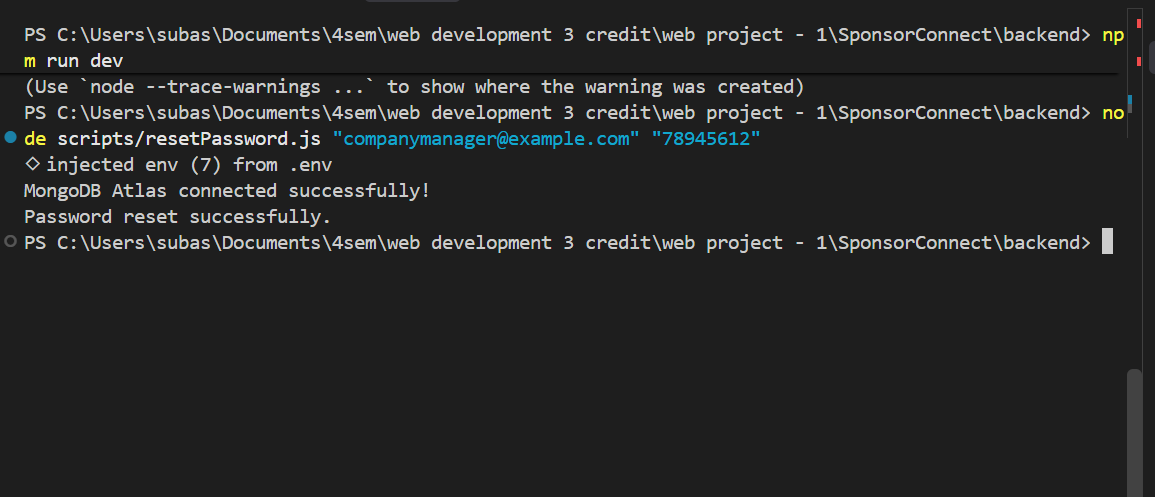 PS C:\Users\subas\Documents\4sem\web development 3 credit\web project - 1\SponsorConnect\backend> np
m run dev
(Use `node --trace-warnings ...` to show where the warning was created)
PS C:\Users\subas\Documents\4sem\web development 3 credit\web project - 1\SponsorConnect\backend> no
de scripts/resetPassword.js "companymanager@example.com" "78945612"
◇ injected env (7) from .env
MongoDB Atlas connected successfully!
Password reset successfully.
PS C:\Users\subas\Documents\4sem\web development 3 credit\web project - 1\SponsorConnect\backend>